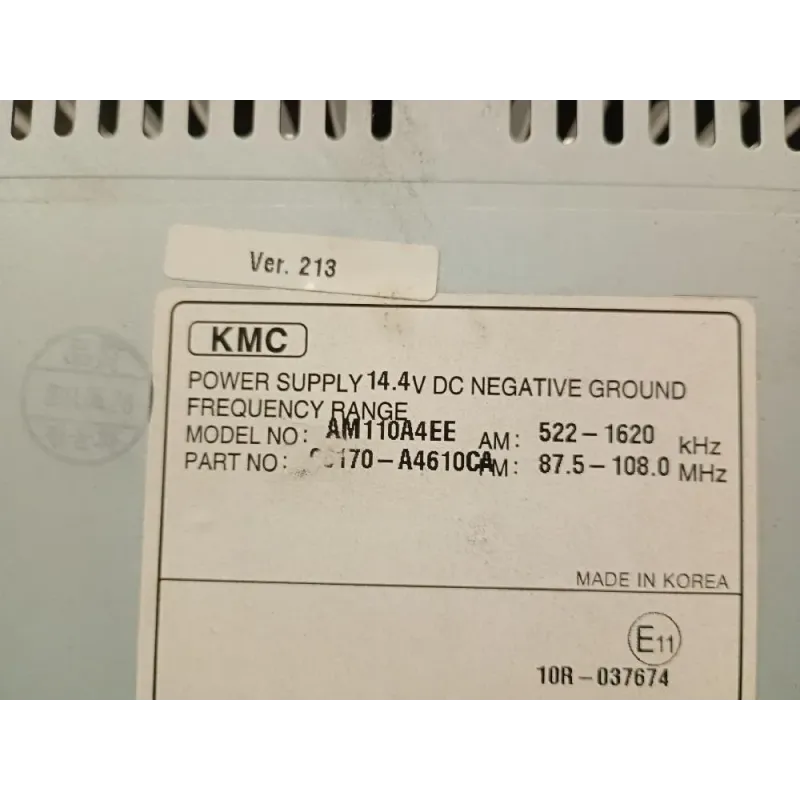 Ver. 213
KMC
POWER SUPPLY 14.4V DC NEGATIVE GROUND
FREQUENCY RANGE
MODEL NO: AM110A4EE AM: 522-1620 kHz
PART NO: 170-A4610CA M: 87.5-108.0 MHz
MADE IN KOREA
E11
10R-037674